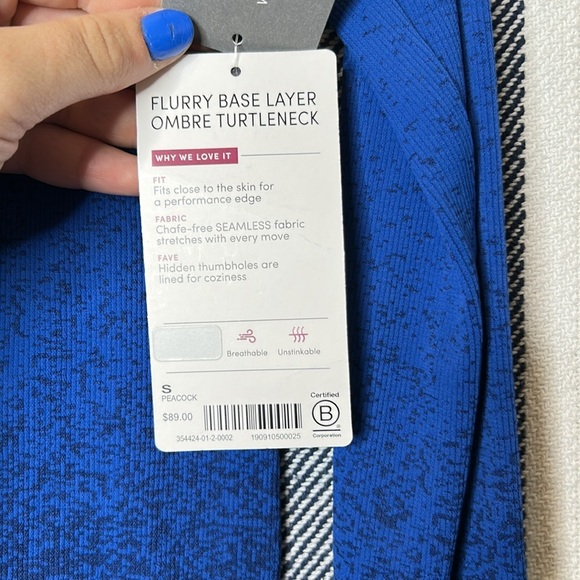 FLURRY BASE LAYER
OMBRE TURTLENECK
WHY WE LOVE IT
FIT
Fits close to the skin for
a performance edge
FABRIC
Chafe-free SEAMLESS fabric
stretches with every move
FAVE
Hidden thumbholes are
lined for coziness
Breathable Unstinkable
S
PEACOCK
$89.00
354424-01-2-0002 190910500025
Certified
B
Corporation